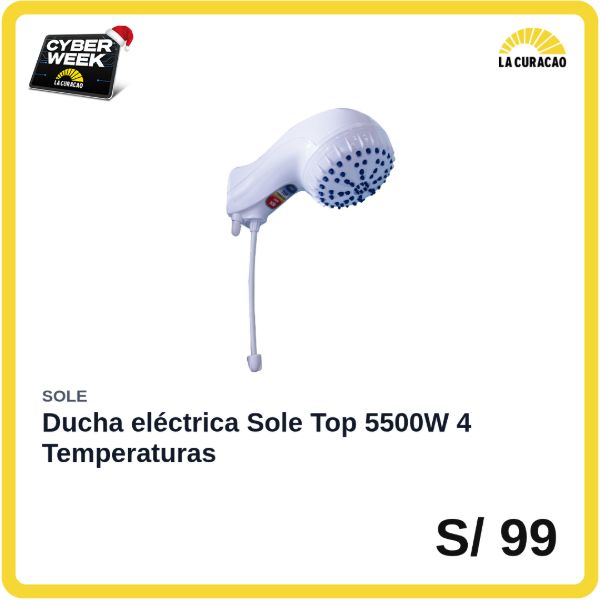 CYBER
WEEK
LA CURACAO
LA CURACAO
SOLE
Ducha eléctrica Sole Top 5500W 4
Temperaturas
S/ 99